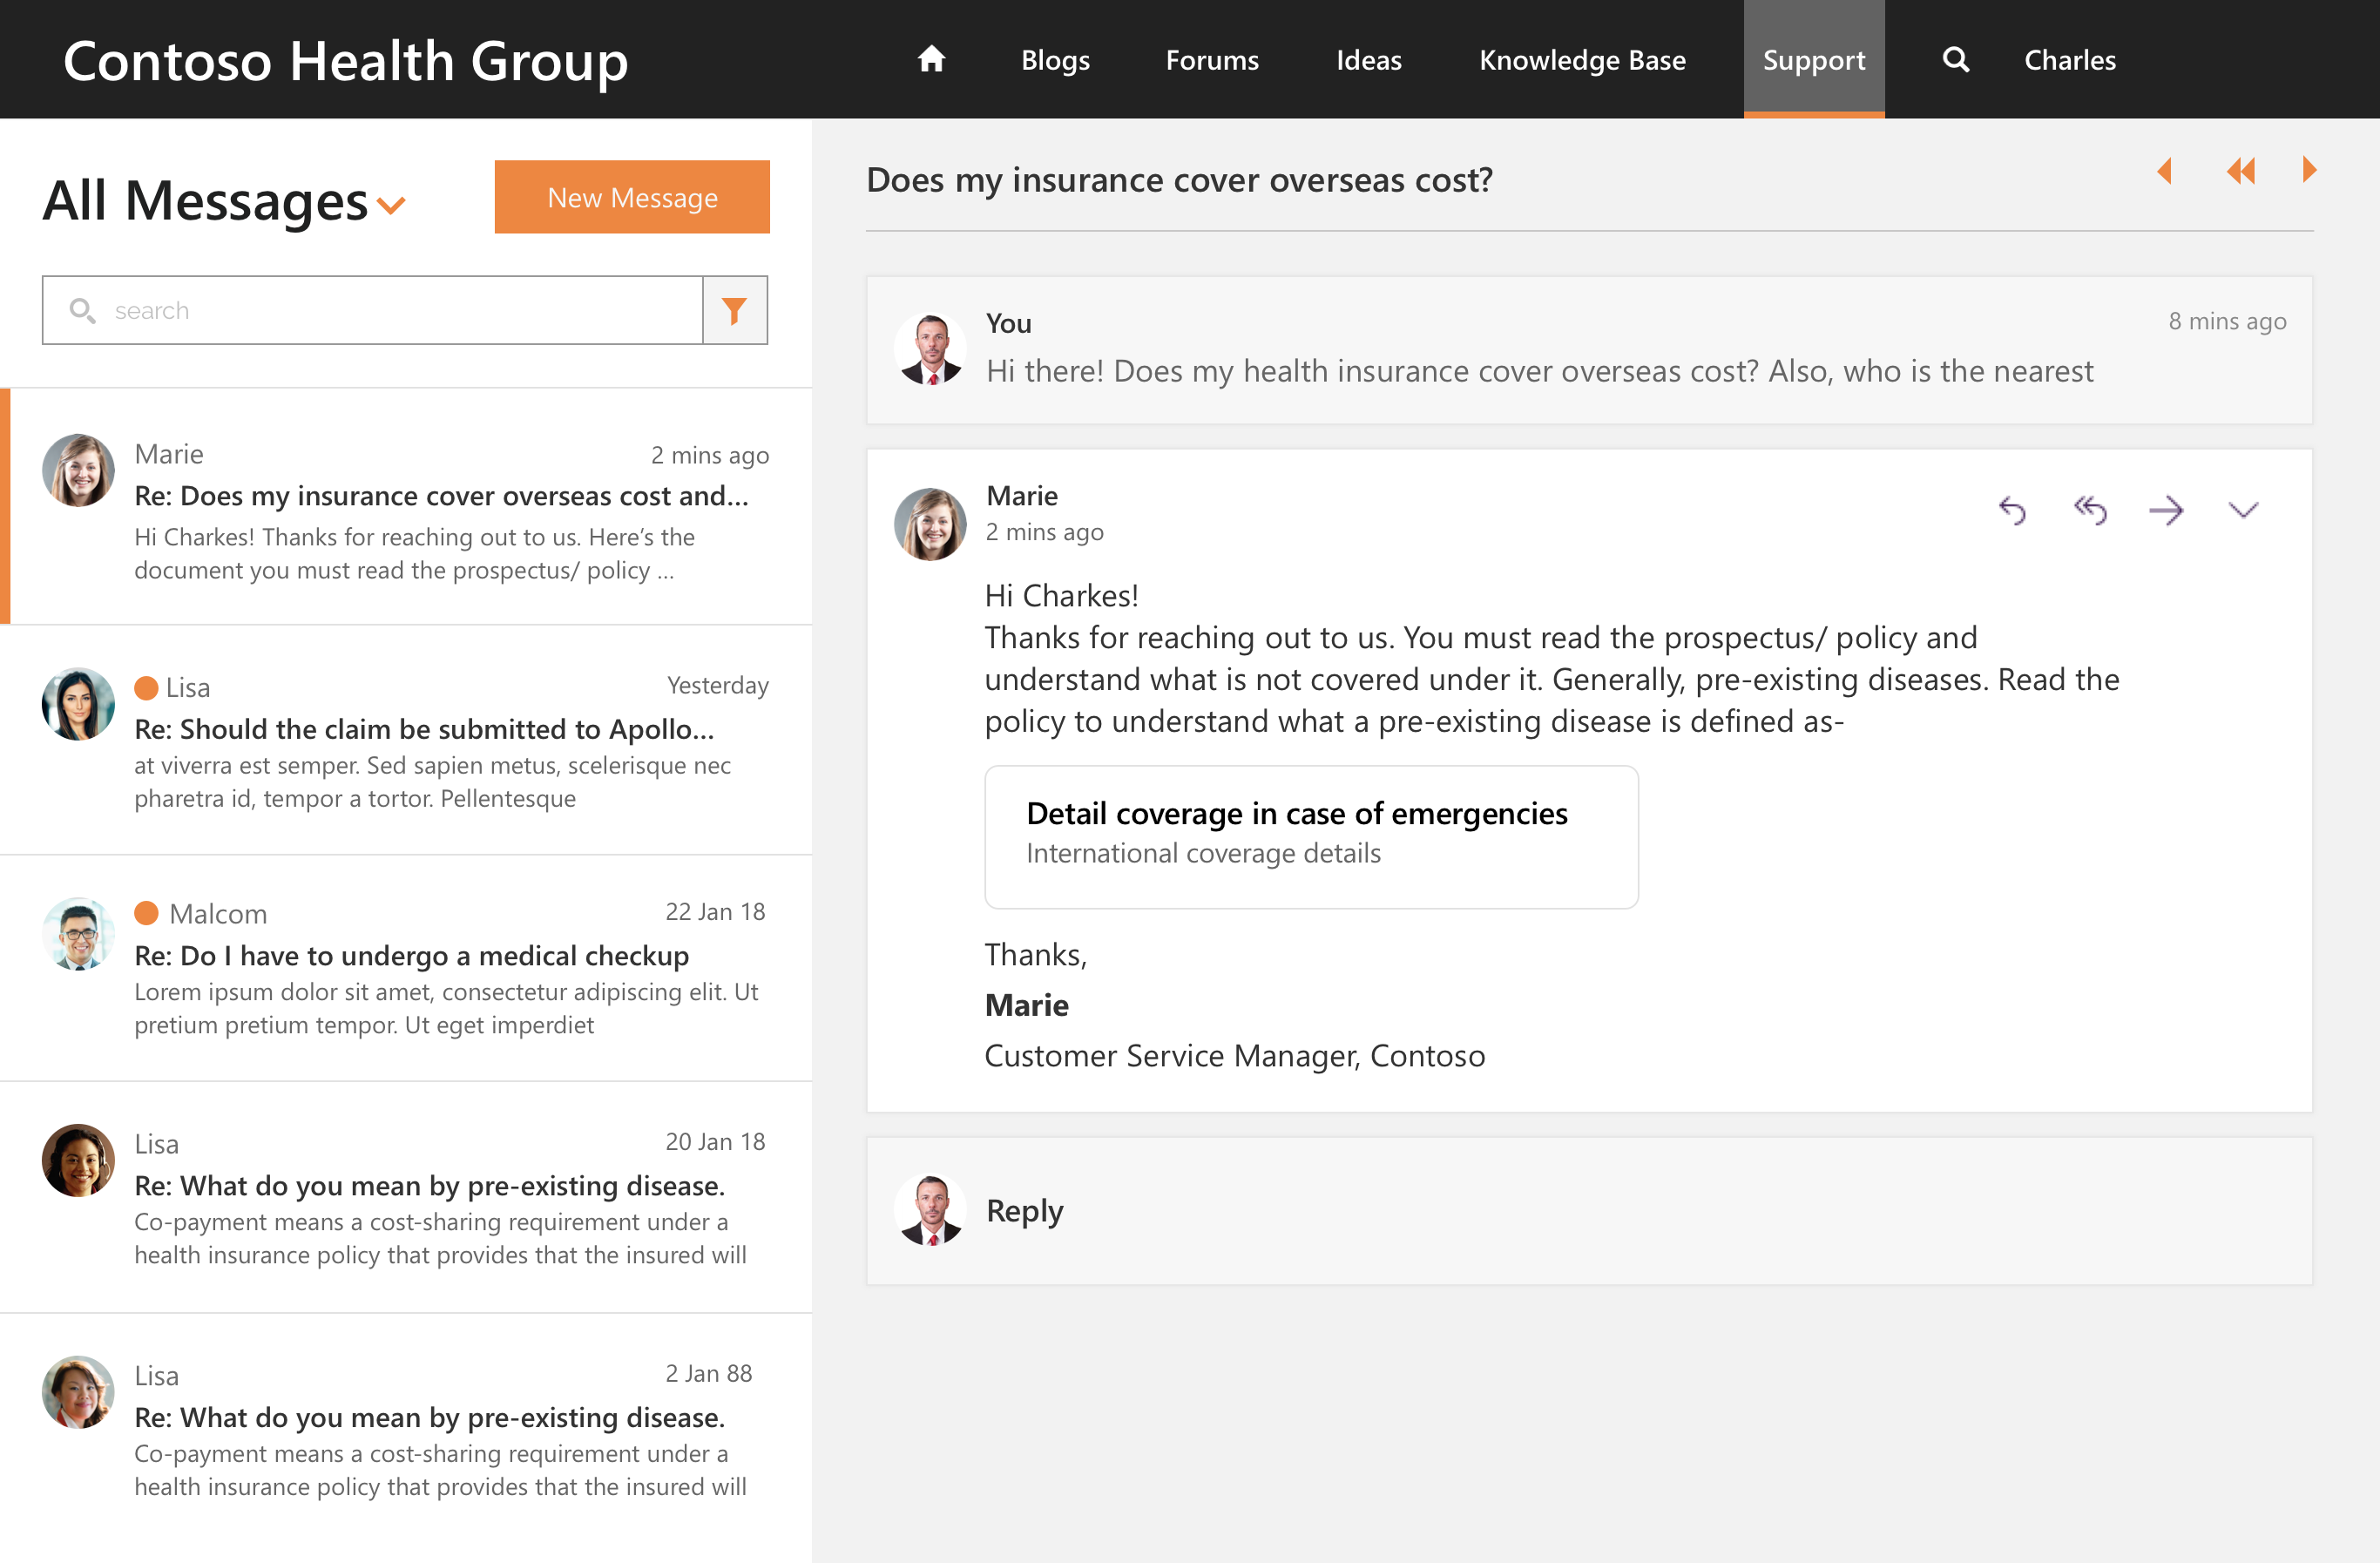 Contoso Health Group
Blogs
Forums
Ideas
Knowledge Base
Support
Charles
All Messages
New Message
search
Marie
2 mins ago
Re: Does my insurance cover overseas cost and...
Hi Charkes! Thanks for reaching out to us. Here’s the
document you must read the prospectus/ policy ...
Lisa
Yesterday
Re: Should the claim be submitted to Apollo...
at viverra est semper. Sed sapien metus, scelerisque nec
pharetra id, tempor a tortor. Pellentesque
Malcom
22 Jan 18
Re: Do I have to undergo a medical checkup
Lorem ipsum dolor sit amet, consectetur adipiscing elit. Ut
pretium pretium tempor. Ut eget imperdiet
Lisa
20 Jan 18
Re: What do you mean by pre-existing disease.
Co-payment means a cost-sharing requirement under a
health insurance policy that provides that the insured will
Lisa
2 Jan 88
Re: What do you mean by pre-existing disease.
Co-payment means a cost-sharing requirement under a
health insurance policy that provides that the insured will
Does my insurance cover overseas cost?
You
8 mins ago
Hi there! Does my health insurance cover overseas cost? Also, who is the nearest
Marie
2 mins ago
Hi Charkes!
Thanks for reaching out to us. You must read the prospectus/ policy and
understand what is not covered under it. Generally, pre-existing diseases. Read the
policy to understand what a pre-existing disease is defined as-
Detail coverage in case of emergencies
International coverage details
Thanks,
Marie
Customer Service Manager, Contoso
Reply